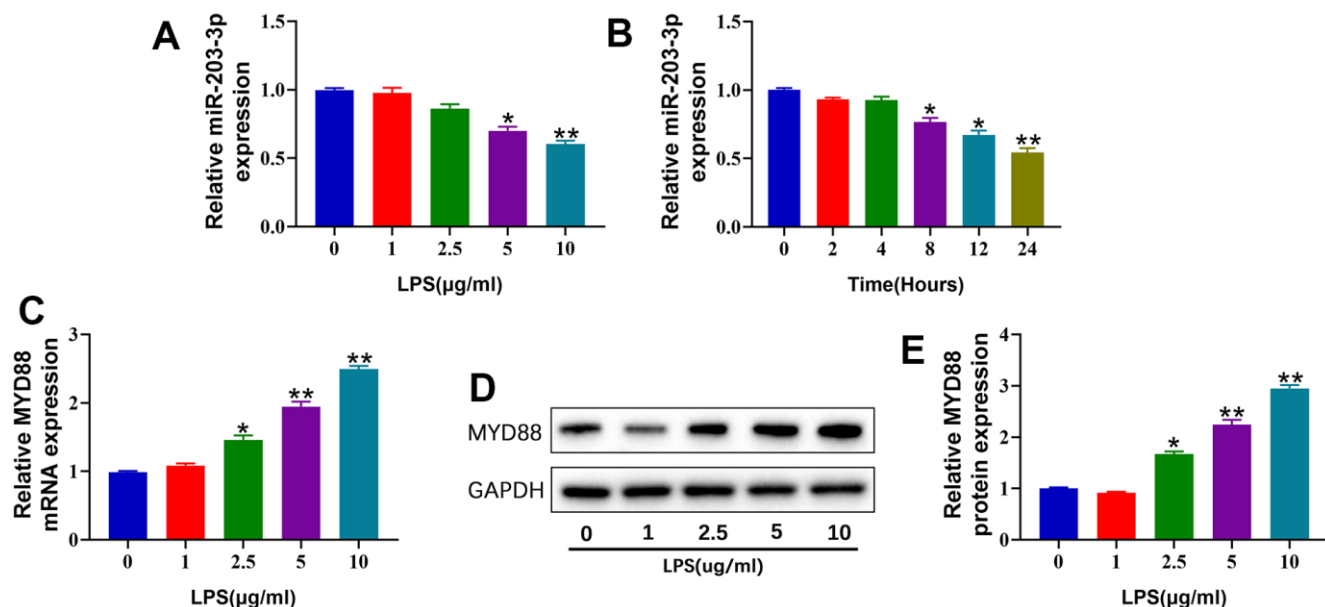 A
Relative miR-203-3p
expression
1.5
1.0
0.5
0.0
*
**
0 1 2.5 5 10
LPS(μg/ml)
B
Relative miR-203-3p
expression
1.5
1.0
0.5
0.0
*
*
**
0 2 4 8 12 24
Time(Hours)
C
Relative MYD88
mRNA expression
3
2
1
0
*
**
**
0 1 2.5 5 10
LPS(μg/ml)
D
MYD88
GAPDH
0 1 2.5 5 10
LPS(ug/ml)
E
Relative MYD88
protein expression
4
3
2
1
0
*
**
**
0 1 2.5 5 10
LPS(μg/ml)